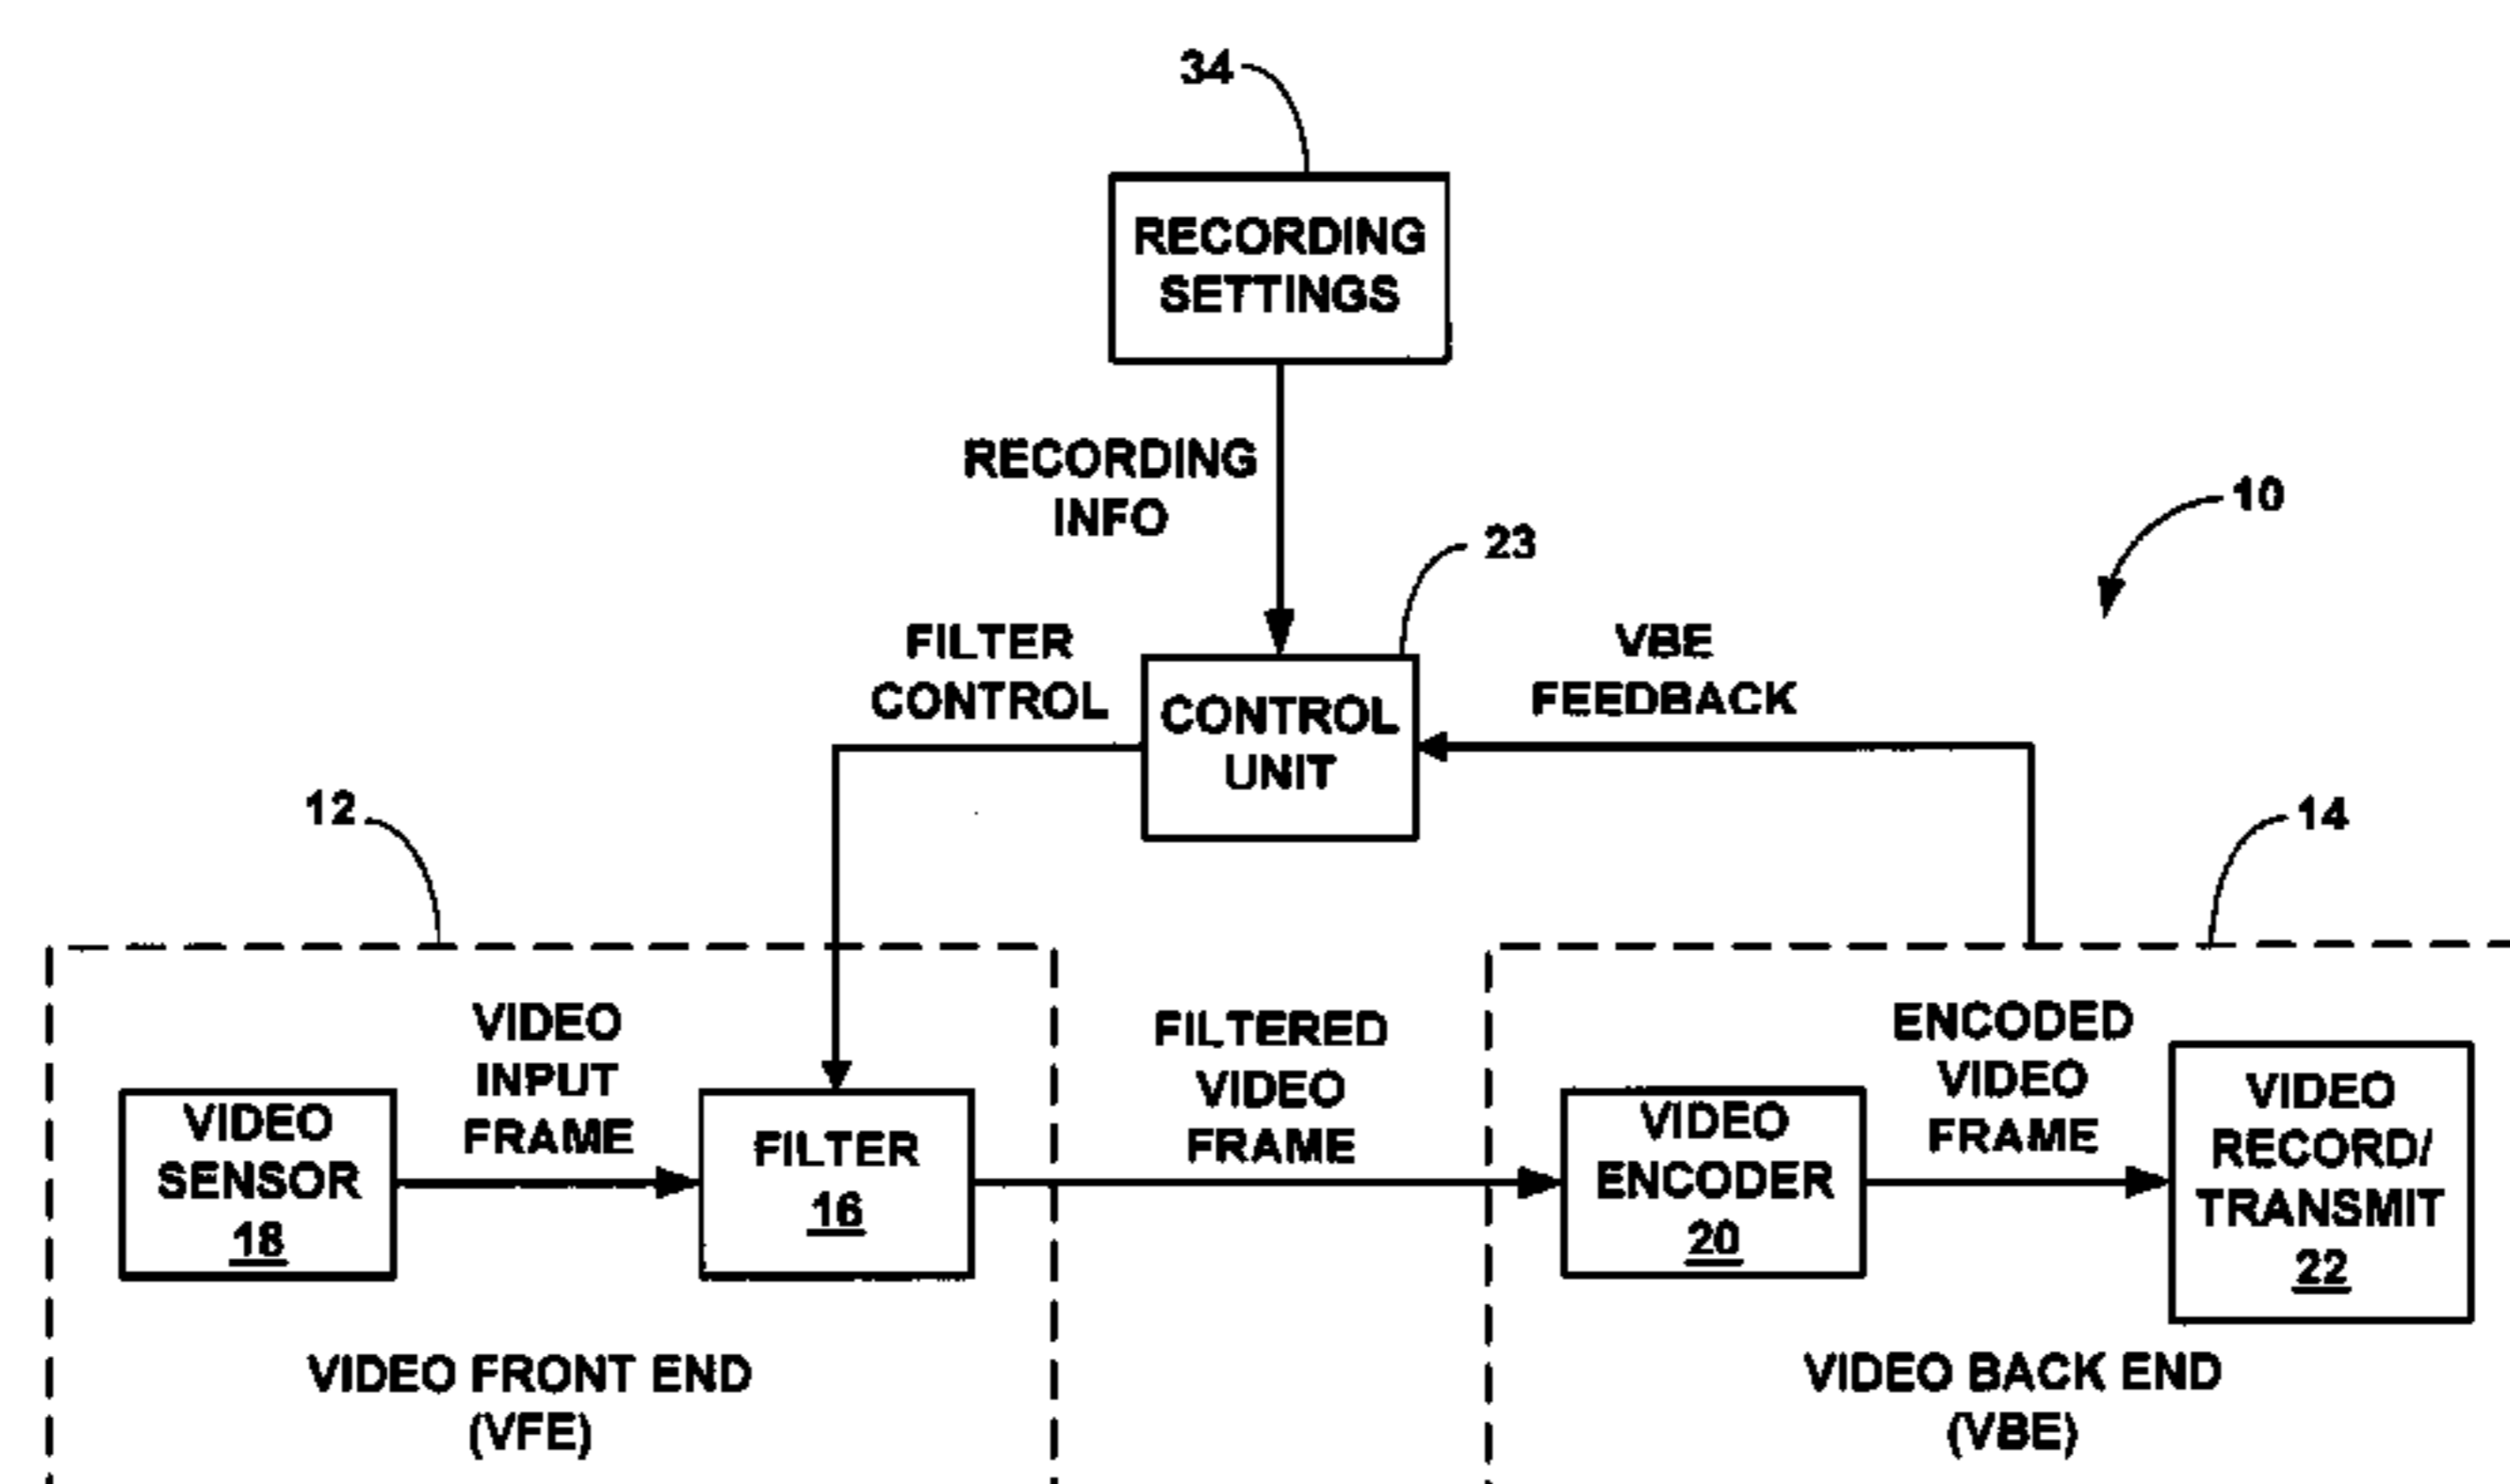 34
RECORDING
SETTINGS
RECORDING
INFO
10
23
FILTER
CONTROL
CONTROL
UNIT
VBE
FEEDBACK
12
14
VIDEO
INPUT
FRAME
VIDEO
SENSOR
18
FILTER
16
FILTERED
VIDEO
FRAME
VIDEO
ENCODER
20
ENCODED
VIDEO
FRAME
VIDEO
RECORD/
TRANSMIT
22
VIDEO FRONT END
(VFE)
VIDEO BACK END
(VBE)